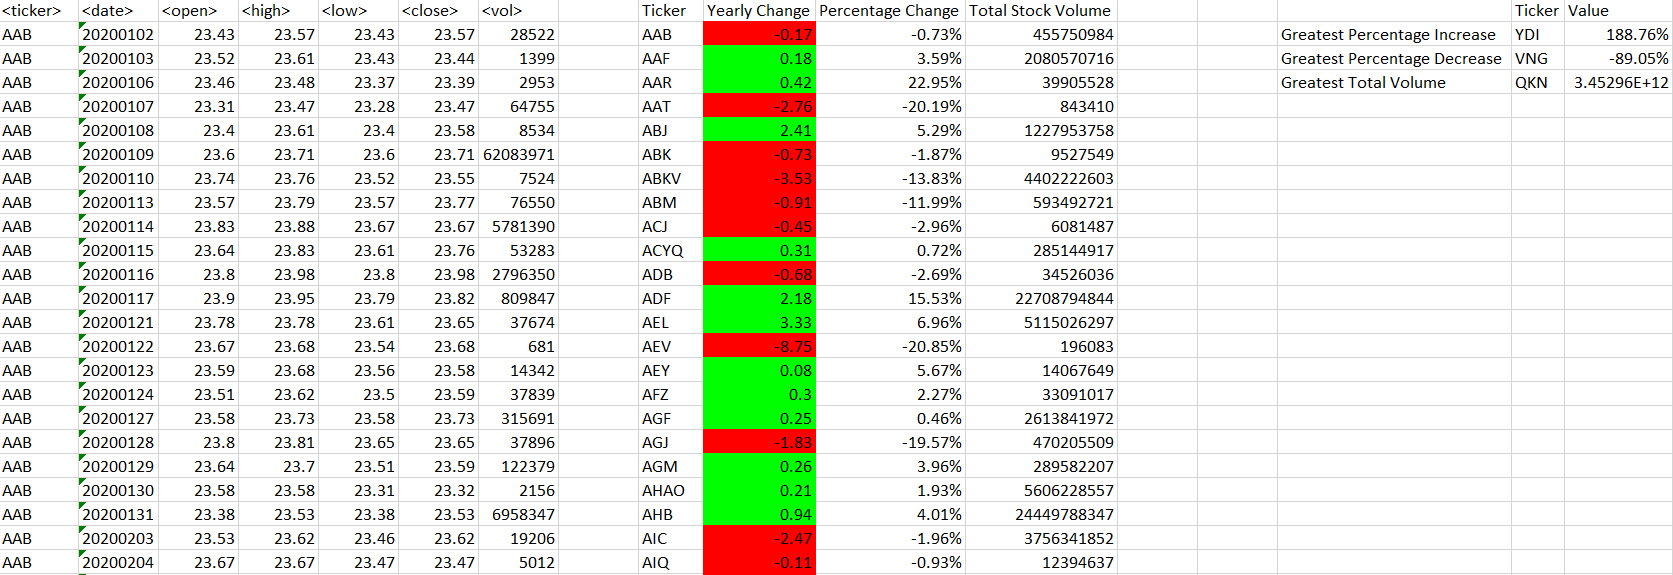 <ticker> <date> <open> <high> <low> <close> <vol> Ticker Yearly Change Percentage Change Total Stock Volume Ticker Value
AAB 20200102 23.43 23.57 23.43 23.57 28522 AAB -0.17 -0.73% 455750984 Greatest Percentage Increase YDI 188.76%
AAB 20200103 23.52 23.61 23.43 23.44 1399 AAF 0.18 3.59% 2080570716 Greatest Percentage Decrease VNG -89.05%
AAB 20200106 23.46 23.48 23.37 23.39 2953 AAR 0.42 22.95% 39905528 Greatest Total Volume QKN 3.45296E+12
AAB 20200107 23.31 23.47 23.28 23.47 64755 AAT -2.76 -20.19% 843410
AAB 20200108 23.4 23.61 23.4 23.58 8534 ABJ 2.41 5.29% 1227953758
AAB 20200109 23.6 23.71 23.6 23.71 62083971 ABK -0.73 -1.87% 9527549
AAB 20200110 23.74 23.76 23.52 23.55 7524 ABKV -3.53 -13.83% 4402222603
AAB 20200113 23.57 23.79 23.57 23.77 76550 ABM -0.91 -11.99% 593492721
AAB 20200114 23.83 23.88 23.67 23.67 5781390 ACJ -0.45 -2.96% 6081487
AAB 20200115 23.64 23.83 23.61 23.76 53283 ACYQ 0.31 0.72% 285144917
AAB 20200116 23.8 23.98 23.8 23.98 2796350 ADB -0.68 -2.69% 34526036
AAB 20200117 23.9 23.95 23.79 23.82 809847 ADF 2.18 15.53% 22708794844
AAB 20200121 23.78 23.78 23.61 23.65 37674 AEL 3.33 6.96% 5115026297
AAB 20200122 23.67 23.68 23.54 23.68 681 AEV -8.75 -20.85% 196083
AAB 20200123 23.59 23.68 23.56 23.58 14342 AEY 0.08 5.67% 14067649
AAB 20200124 23.51 23.62 23.5 23.59 37839 AFZ 0.3 2.27% 33091017
AAB 20200127 23.58 23.73 23.58 23.73 315691 AGF 0.25 0.46% 2613841972
AAB 20200128 23.8 23.81 23.65 23.65 37896 AGJ -1.83 -19.57% 470205509
AAB 20200129 23.64 23.7 23.51 23.59 122379 AGM 0.26 3.96% 289582207
AAB 20200130 23.58 23.58 23.31 23.32 2156 AHAO 0.21 1.93% 5606228557
AAB 20200131 23.38 23.53 23.38 23.53 6958347 AHB 0.94 4.01% 24449788347
AAB 20200203 23.53 23.62 23.46 23.62 19206 AIC -2.47 -1.96% 3756341852
AAB 20200204 23.67 23.67 23.47 23.47 5012 AIQ -0.11 -0.93% 12394637